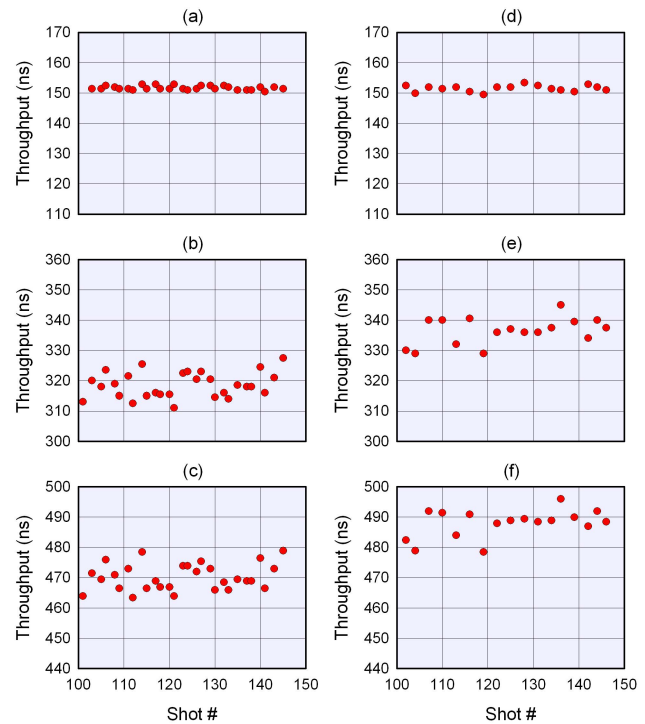 (a)
Throughput (ns)
170
160
150
140
130
120
110
(d)
Throughput (ns)
170
160
150
140
130
120
110
(b)
Throughput (ns)
360
350
340
330
320
310
300
(e)
Throughput (ns)
360
350
340
330
320
310
300
(c)
Throughput (ns)
500
490
480
470
460
450
440
100 110 120 130 140 150
Shot #
(f)
Throughput (ns)
500
490
480
470
460
450
440
100 110 120 130 140 150
Shot #